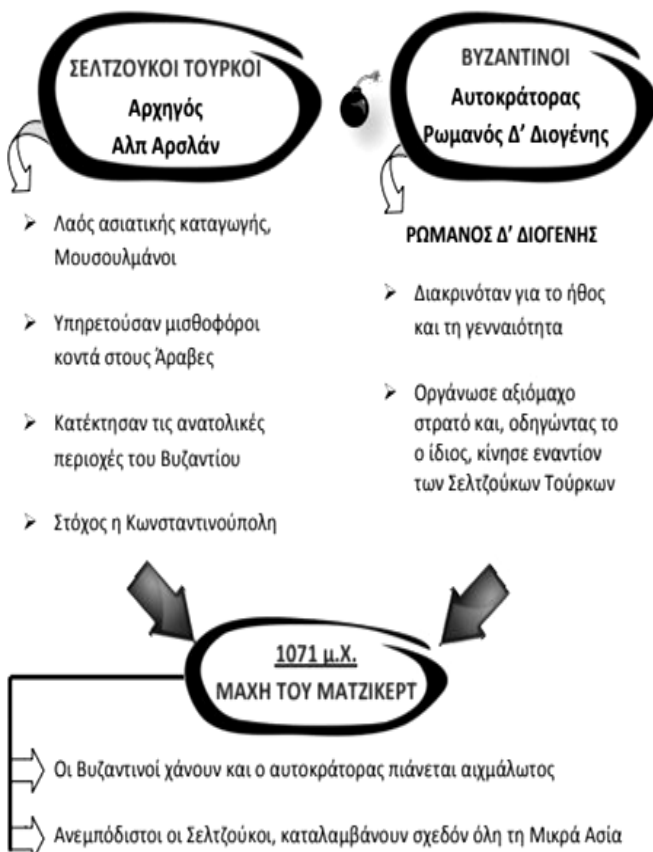 ΣΕΛΤΖΟΥΚΟΙ ΤΟΥΡΚΟΙ
Αρχηγός
Αλπ Αρσλάν
ΒΥΖΑΝΤΙΝΟΙ
Αυτοκράτορας
Ρωμανός Δ' Διογένης
➢ Λαός ασιατικής καταγωγής,
Μουσουλμάνοι
➢ Υπηρετούσαν μισθοφόροι
κοντά στους Άραβες
➢ Κατέκτησαν τις ανατολικές
περιοχές του Βυζαντίου
➢ Στόχος η Κωνσταντινούπολη
ΡΩΜΑΝΟΣ Δ' ΔΙΟΓΕΝΗΣ
➢ Διακρινόταν για το ήθος
και τη γενναιότητα
➢ Οργάνωσε αξιόμαχο
στρατό και, οδηγώντας το
ο ίδιος, κίνησε εναντίον
των Σελτζούκων Τούρκων
1071 μ.Χ.
ΜΑΧΗ ΤΟΥ ΜΑΤΖΙΚΕΡΤ
Οι Βυζαντινοί χάνουν και ο αυτοκράτορας πιάνεται αιχμάλωτος
Ανεμπόδιστοι οι Σελτζούκοι, καταλαμβάνουν σχεδόν όλη τη Μικρά Ασία